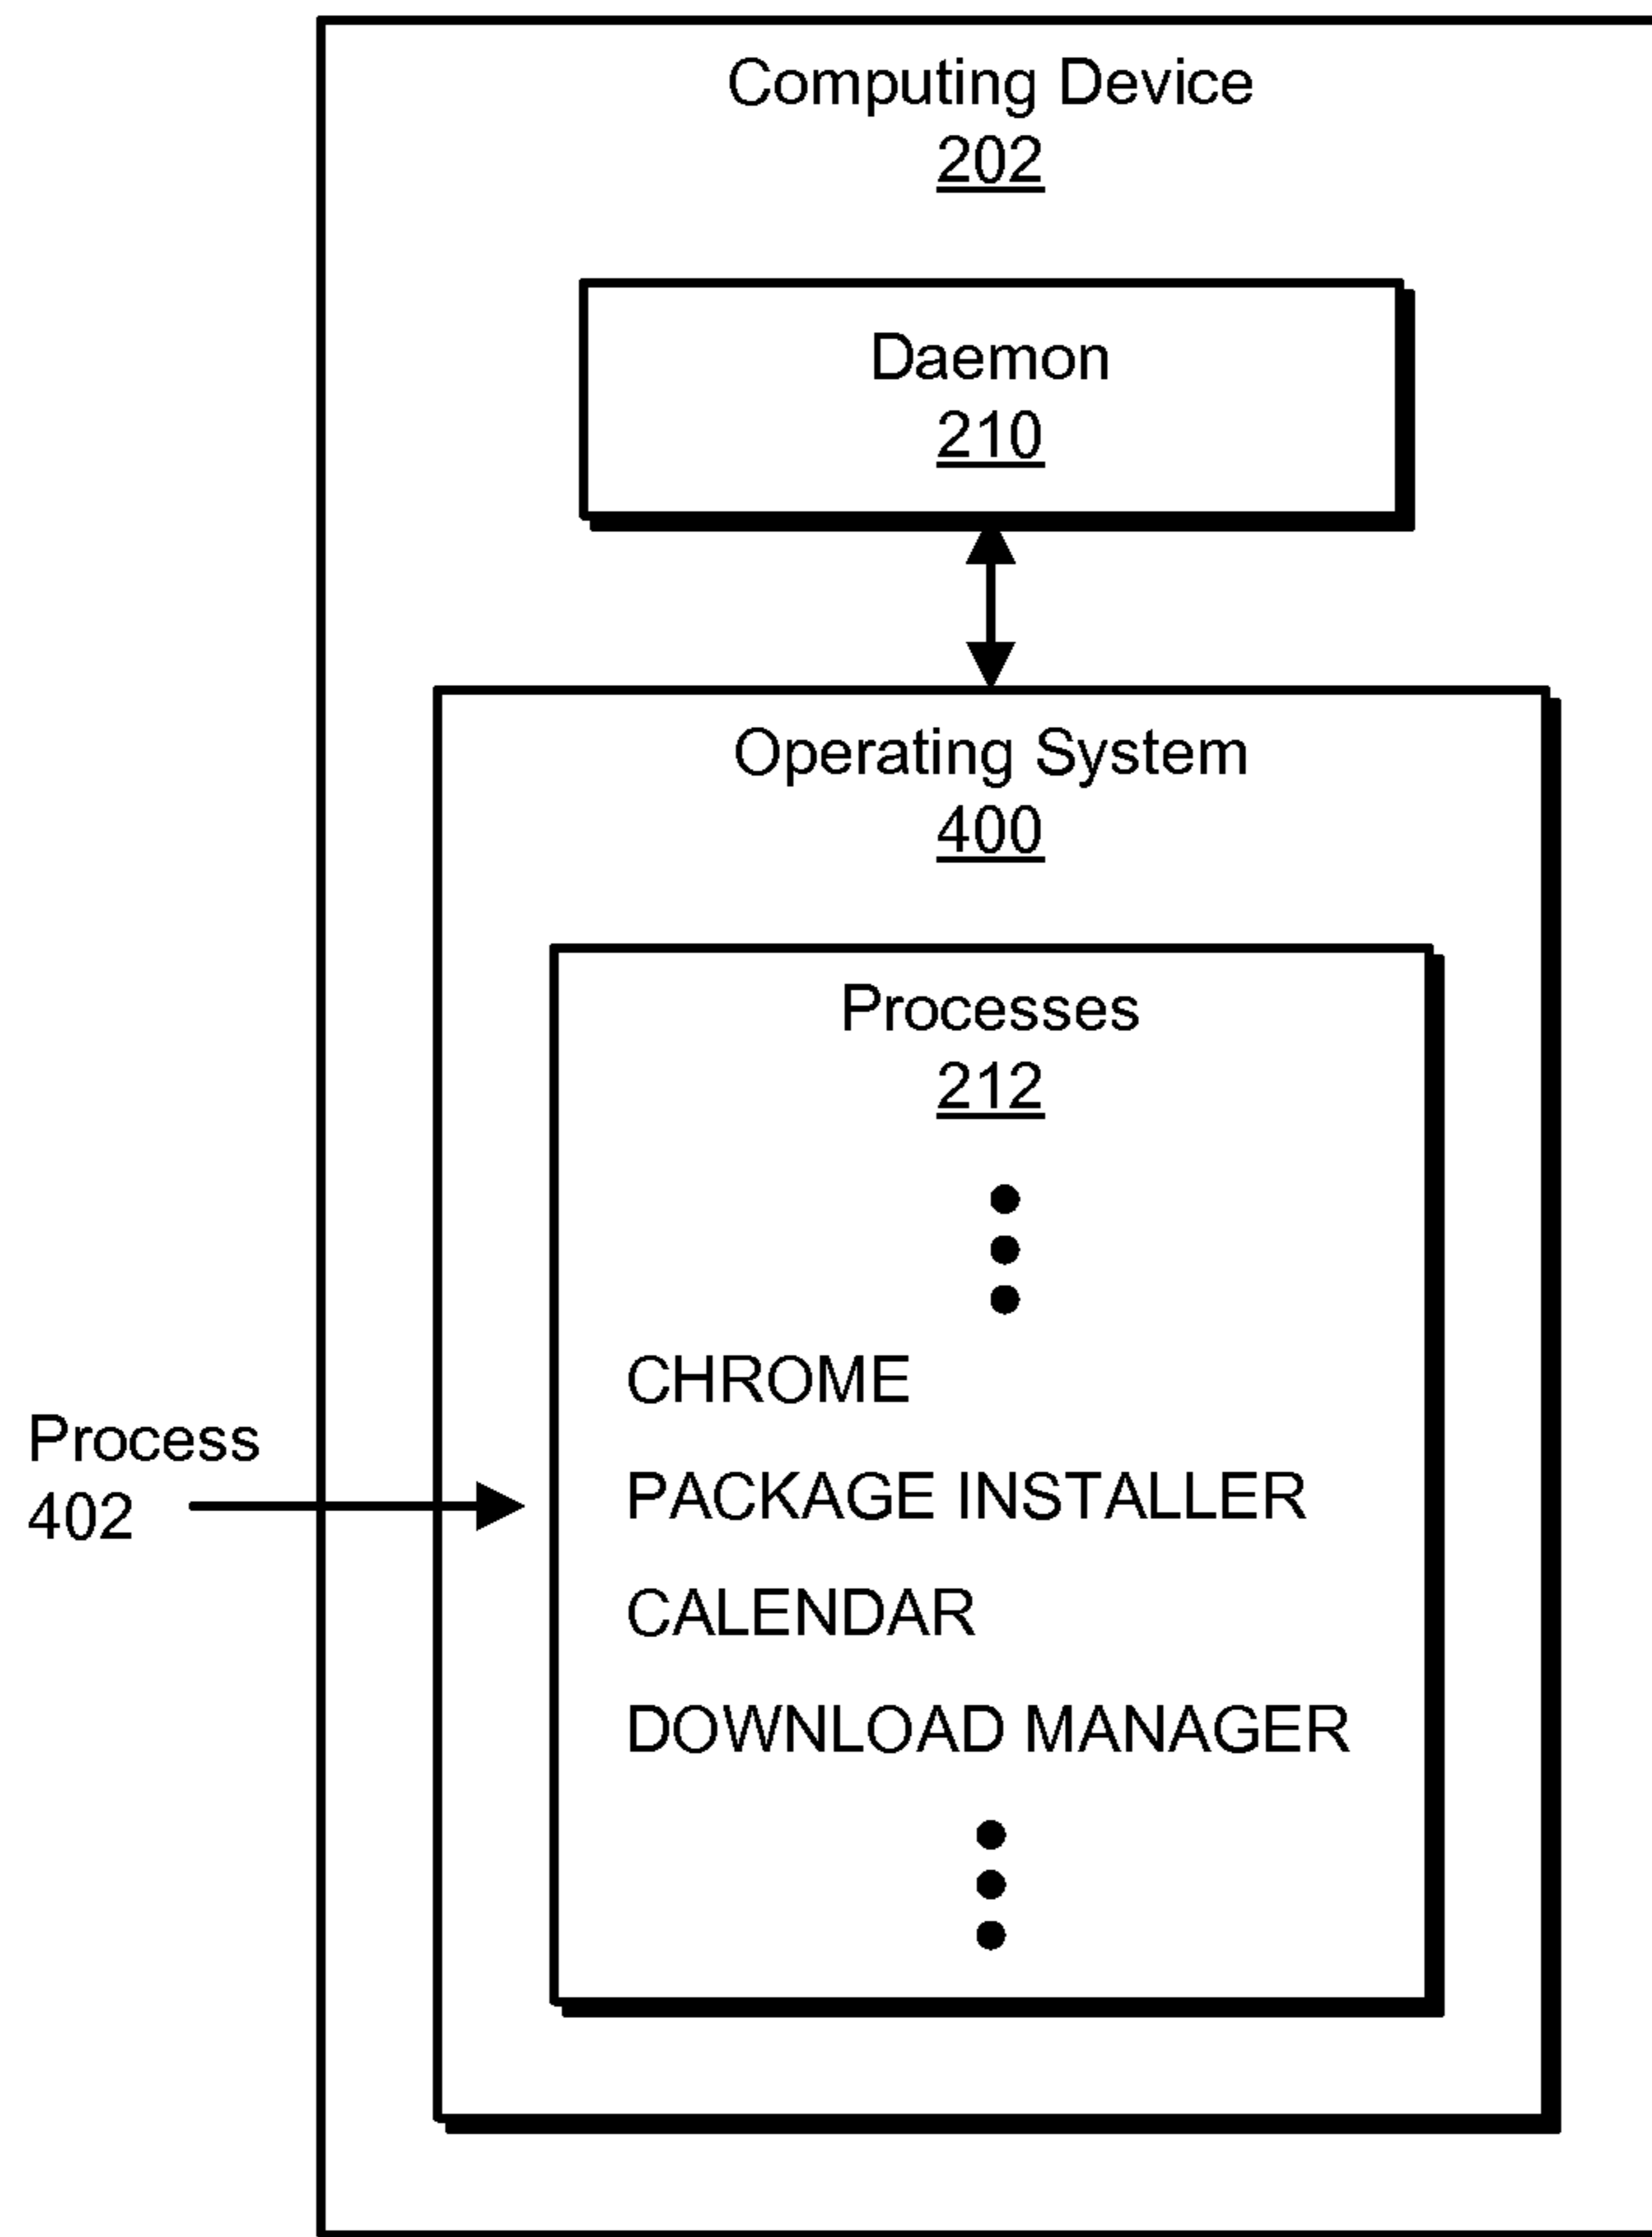 Computing Device
202
Daemon
210
Operating System
400
Processes
212
CHROME
Process
402
PACKAGE INSTALLER
CALENDAR
DOWNLOAD MANAGER